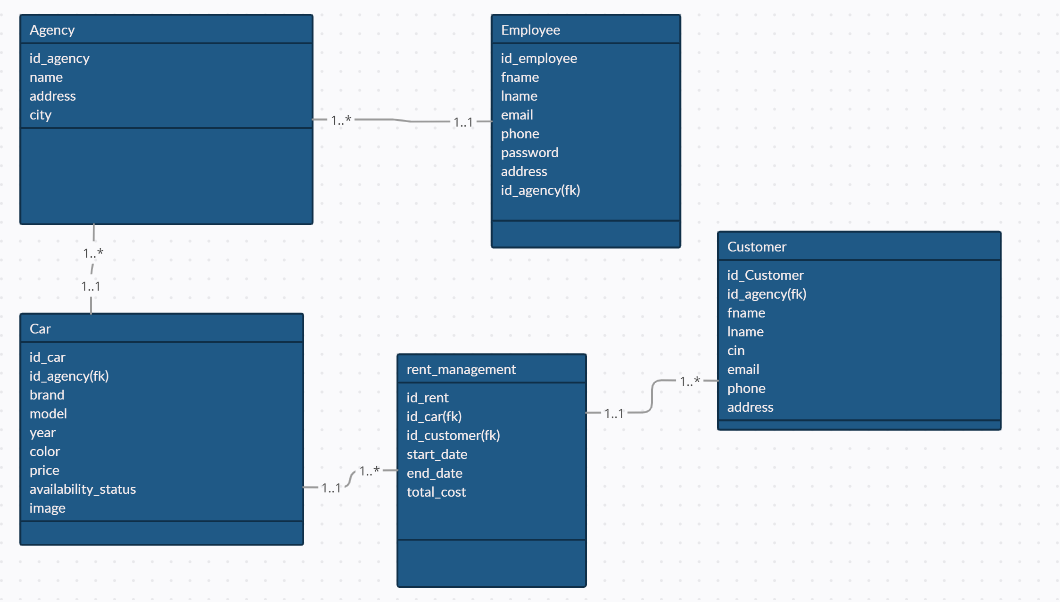 Agency
id_agency
name
address
city
Employee
id_employee
fname
lname
email
phone
password
address
id_agency(fk)
1..*
1..1
1..*
1..1
Customer
id_Customer
id_agency(fk)
fname
lname
cin
email
phone
address
Car
id_car
id_agency(fk)
brand
model
year
color
price
availability_status
image
rent_management
id_rent
id_car(fk)
id_customer(fk)
start_date
end_date
total_cost
1..*
1..1
1..*
1..1